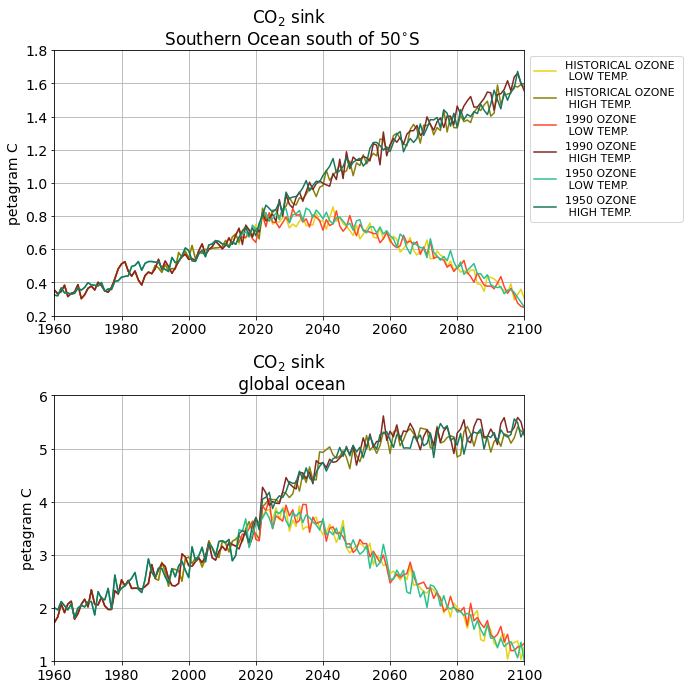 CO₂ sink
Southern Ocean south of 50°S
1.8
1.6
1.4
1.2
1.0
0.8
0.6
0.4
0.2
petagram C
1960 1980 2000 2020 2040 2060 2080 2100
HISTORICAL OZONE
LOW TEMP.
HISTORICAL OZONE
HIGH TEMP.
1990 OZONE
LOW TEMP.
1990 OZONE
HIGH TEMP.
1950 OZONE
LOW TEMP.
1950 OZONE
HIGH TEMP.
CO₂ sink
global ocean
6
5
4
3
2
1
petagram C
1960 1980 2000 2020 2040 2060 2080 2100